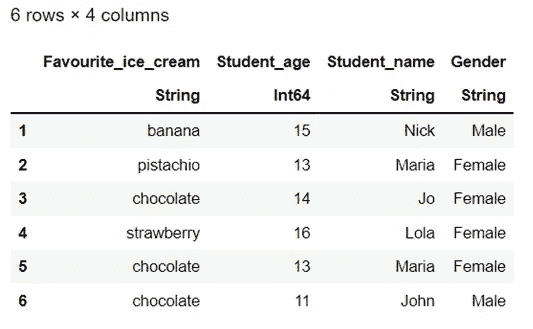 6 rows × 4 columns
Favourite_ice_cream Student_age Student_name Gender
String Int64 String String
1 banana 15 Nick Male
2 pistachio 13 Maria Female
3 chocolate 14 Jo Female
4 strawberry 16 Lola Female
5 chocolate 13 Maria Female
6 chocolate 11 John Male